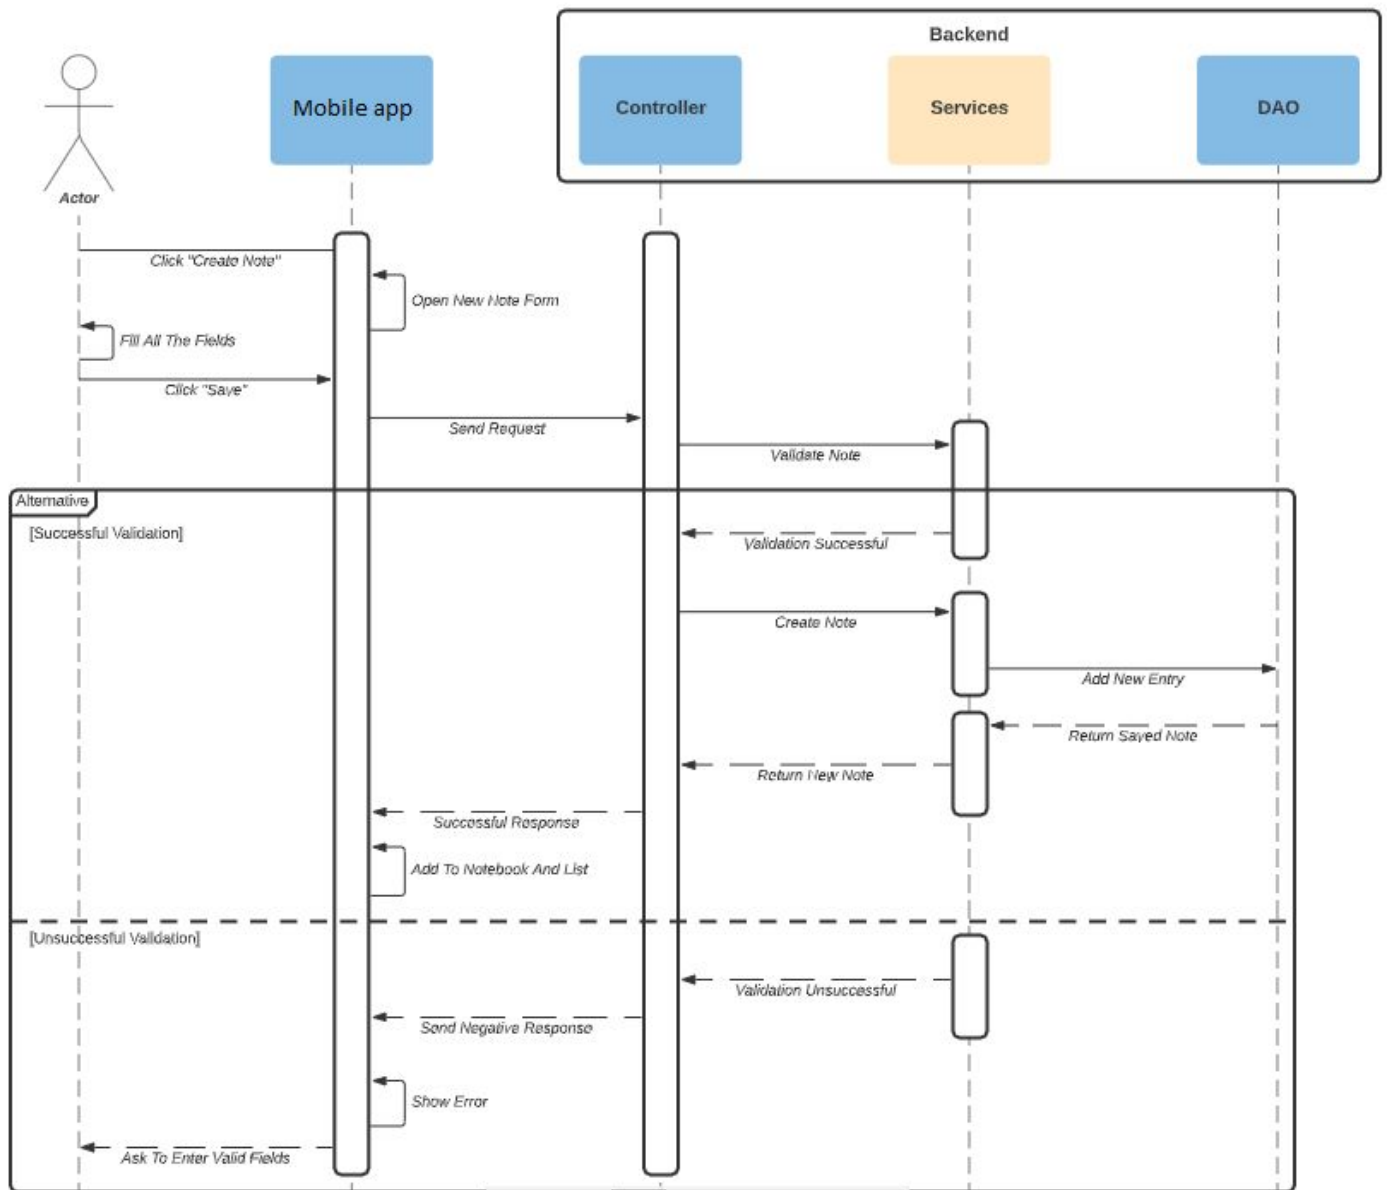 Backend
Mobile app
Controller
Services
DAO
Actor
Click "Create Note"
Open New Note Form
Fill All The Fields
Click "Save"
Send Request
Validate Note
Alternative
[Successful Validation]
Validation Successful
Create Note
Add New Entry
Return Saved Note
Return New Note
Successful Response
Add To Notebook And List
[Unsuccessful Validation]
Validation Unsuccessful
Send Negative Response
Show Error
Ask To Enter Valid Fields